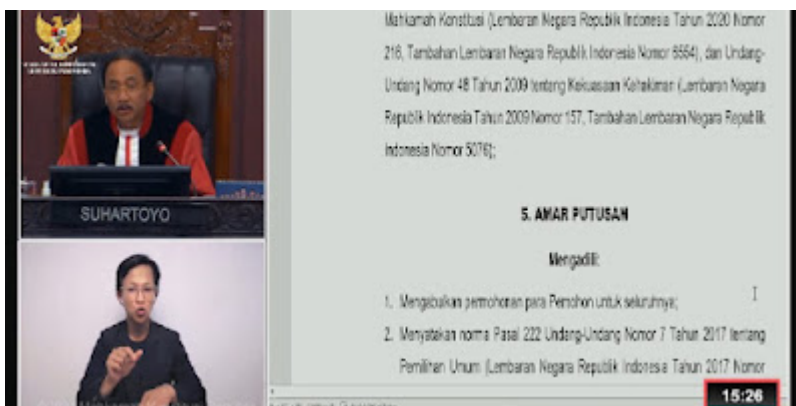 SUHARTOYO
Mahkamah Konstitusi (Lembaran Negara Republik Indonesia Tahun 2020 Nomor
216, Tambahan Lembaran Negara Republik Indonesia Nomor 6554), dan Undang-
Undang Nomor 48 Tahun 2009 tentang Kekuasaan Kehakiman (Lembaran Negara
Republik Indonesia Tahun 2009 Nomor 157, Tambahan Lembaran Negara Republik
Indonesia Nomor 5076);
5. AMAR PUTUSAN
Mengadili:
1. Mengabulkan permohonan para Pemohon untuk seluruhnya;
2. Menyatakan norma Pasal 222 Undang-Undang Nomor 7 Tahun 2017 tentang
Pemilihan Umum (Lembaran Negara Republik Indonesia Tahun 2017 Nomor
15:26